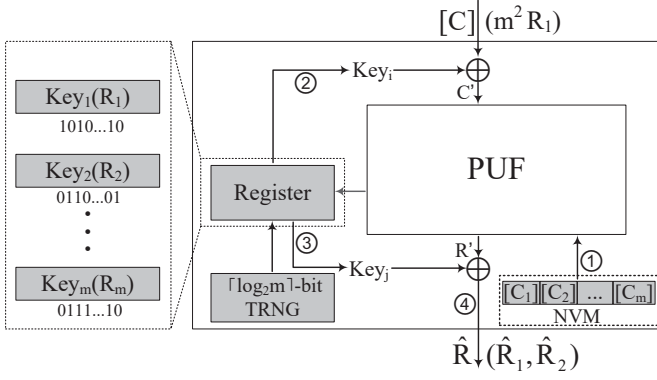 [C] (m² R₁)
② Keyᵢ
C'
Key₁(R₁)
1010...10
Key₂(R₂)
0110...01
Keyₘ(Rₘ)
0111...10
Register
PUF
③
⌈log₂m⌉-bit
TRNG
Keyⱼ
R'
④
①
[C₁] [C₂] ... [Cₘ]
NVM
R̂ (R̂₁, R̂₂)